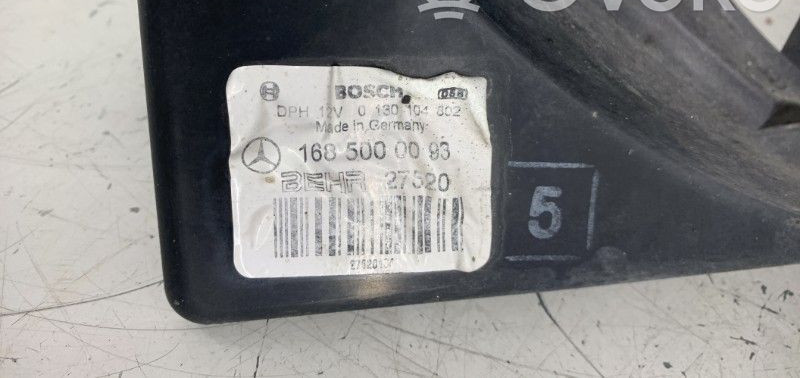 BOSCH
DPH 12V 0 130 104 802
Made in Germany
168 500 00 93
BEHR 27520
5